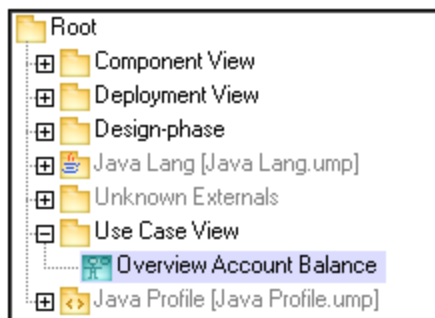 Root
Component View
Deployment View
Design-phase
Java Lang [Java Lang.ump]
Unknown Externals
Use Case View
Overview Account Balance
Java Profile [Java Profile.ump]